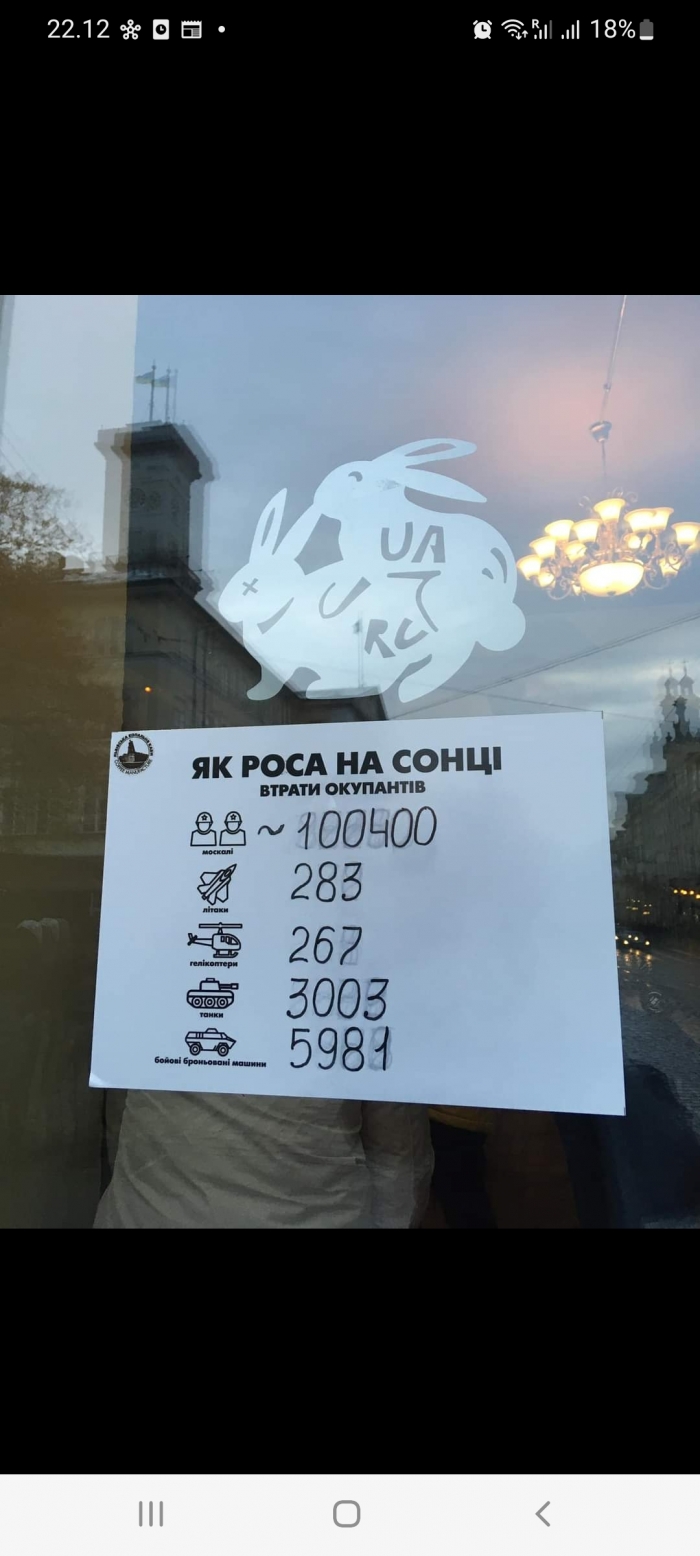 22.12
R
18%
UA
RU
ЯК РОСА НА СОНЦІ
ВТРАТИ ОКУПАНТІВ
москалі ~ 100400
літаки 283
гелікоптери 267
танки 3003
бойові броньовані машини 5981